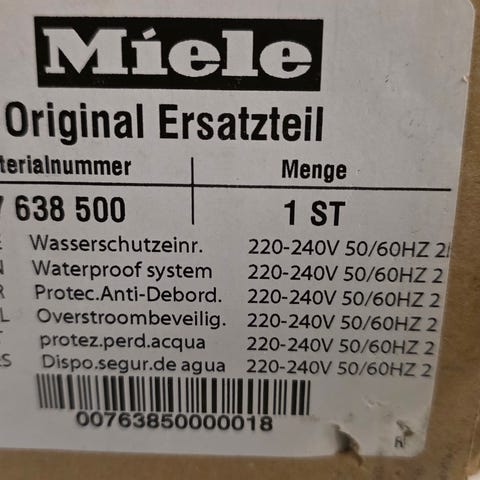 Miele
Original Ersatzteil
terialnummer Menge
7 638 500 1 ST
Wasserschutzeinr. 220-240V 50/60HZ 2
N Waterproof system 220-240V 50/60HZ 2
R Protec.Anti-Debord. 220-240V 50/60HZ 2
L Overstroombeveilig. 220-240V 50/60HZ 2
T protez.perd.acqua 220-240V 50/60HZ 2
ES Dispo.segur.de agua 220-240V 50/60HZ 2
00763850000018